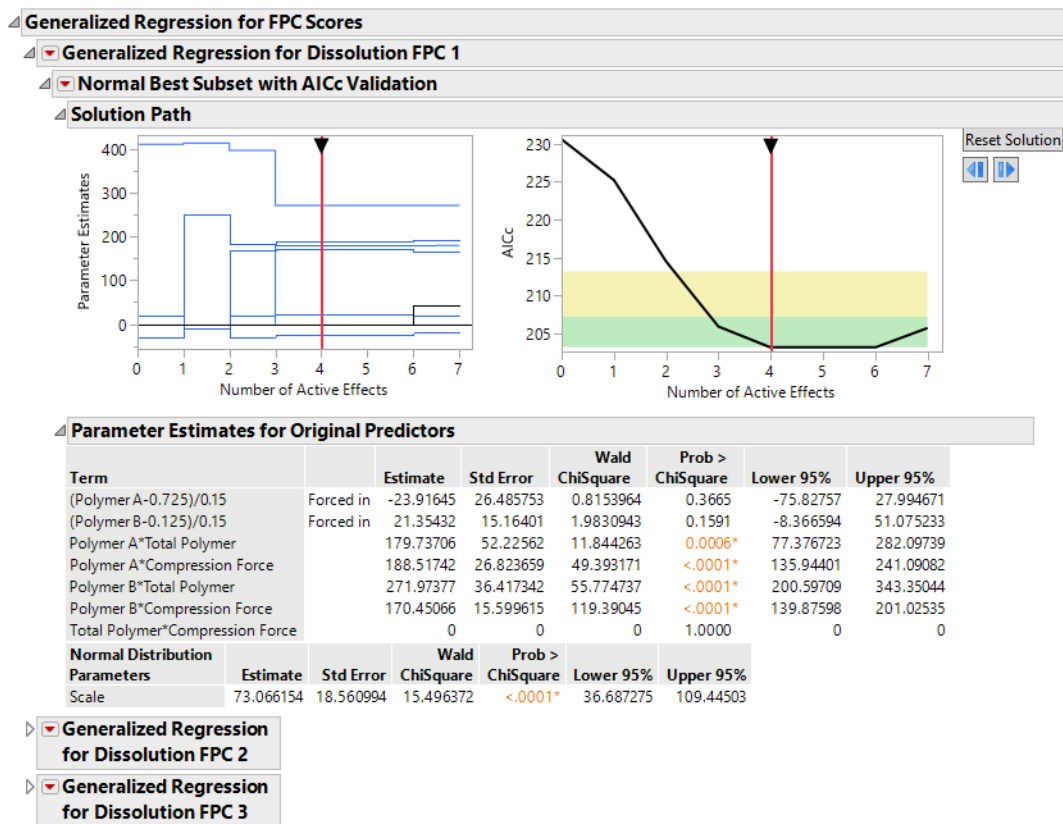 Generalized Regression for FPC Scores
Generalized Regression for Dissolution FPC 1
Normal Best Subset with AICc Validation
Solution Path
Parameter Estimates
400
300
200
100
0
0 1 2 3 4 5 6 7
Number of Active Effects
AICc
230
225
220
215
210
205
0 1 2 3 4 5 6 7
Number of Active Effects
Reset Solution
Parameter Estimates for Original Predictors
Term Estimate Std Error Wald ChiSquare Prob > ChiSquare Lower 95% Upper 95%
(Polymer A-0.725)/0.15 Forced in -23.91645 26.485753 0.8153964 0.3665 -75.82757 27.994671
(Polymer B-0.125)/0.15 Forced in 21.35432 15.16401 1.9830943 0.1591 -8.366594 51.075233
Polymer A*Total Polymer 179.73706 52.22562 11.844263 0.0006* 77.376723 282.09739
Polymer A*Compression Force 188.51742 26.823659 49.393171 <.0001* 135.94401 241.09082
Polymer B*Total Polymer 271.97377 36.417342 55.774737 <.0001* 200.59709 343.35044
Polymer B*Compression Force 170.45066 15.599615 119.39045 <.0001* 139.87598 201.02535
Total Polymer*Compression Force 0 0 0 1.0000 0 0
Normal Distribution Parameters Estimate Std Error Wald ChiSquare Prob > ChiSquare Lower 95% Upper 95%
Scale 73.066154 18.560994 15.496372 <.0001* 36.687275 109.44503
Generalized Regression
for Dissolution FPC 2
Generalized Regression
for Dissolution FPC 3